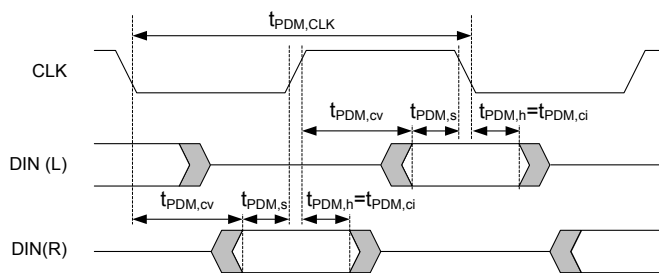 tPDM,CLK
CLK
tPDM,cv tPDM,s tPDM,h=tPDM,ci
DIN (L)
tPDM,cv tPDM,s tPDM,h=tPDM,ci
DIN(R)